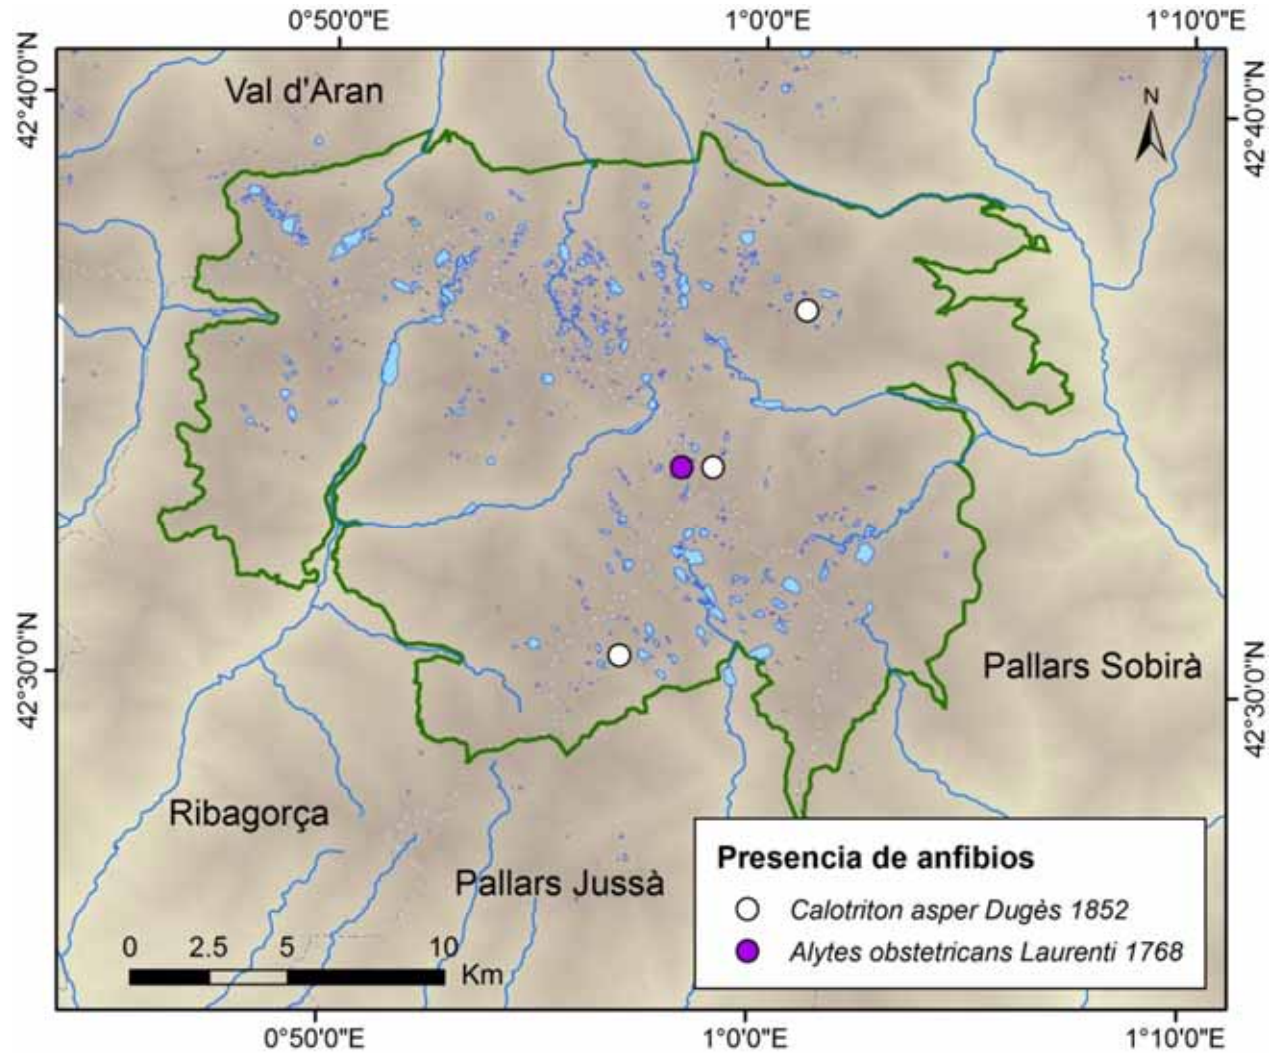 0°50'0"E 1°0'0"E 1°10'0"E
42°40'0"N
42°40'0"N
Val d'Aran
N
42°30'0"N
42°30'0"N
Pallars Sobirà
Ribagorça
Pallars Jussà
Presencia de anfibios
Calotriton asper Dugès 1852
Alytes obstetricans Laurenti 1768
0 2.5 5 10
Km
0°50'0"E 1°0'0"E 1°10'0"E